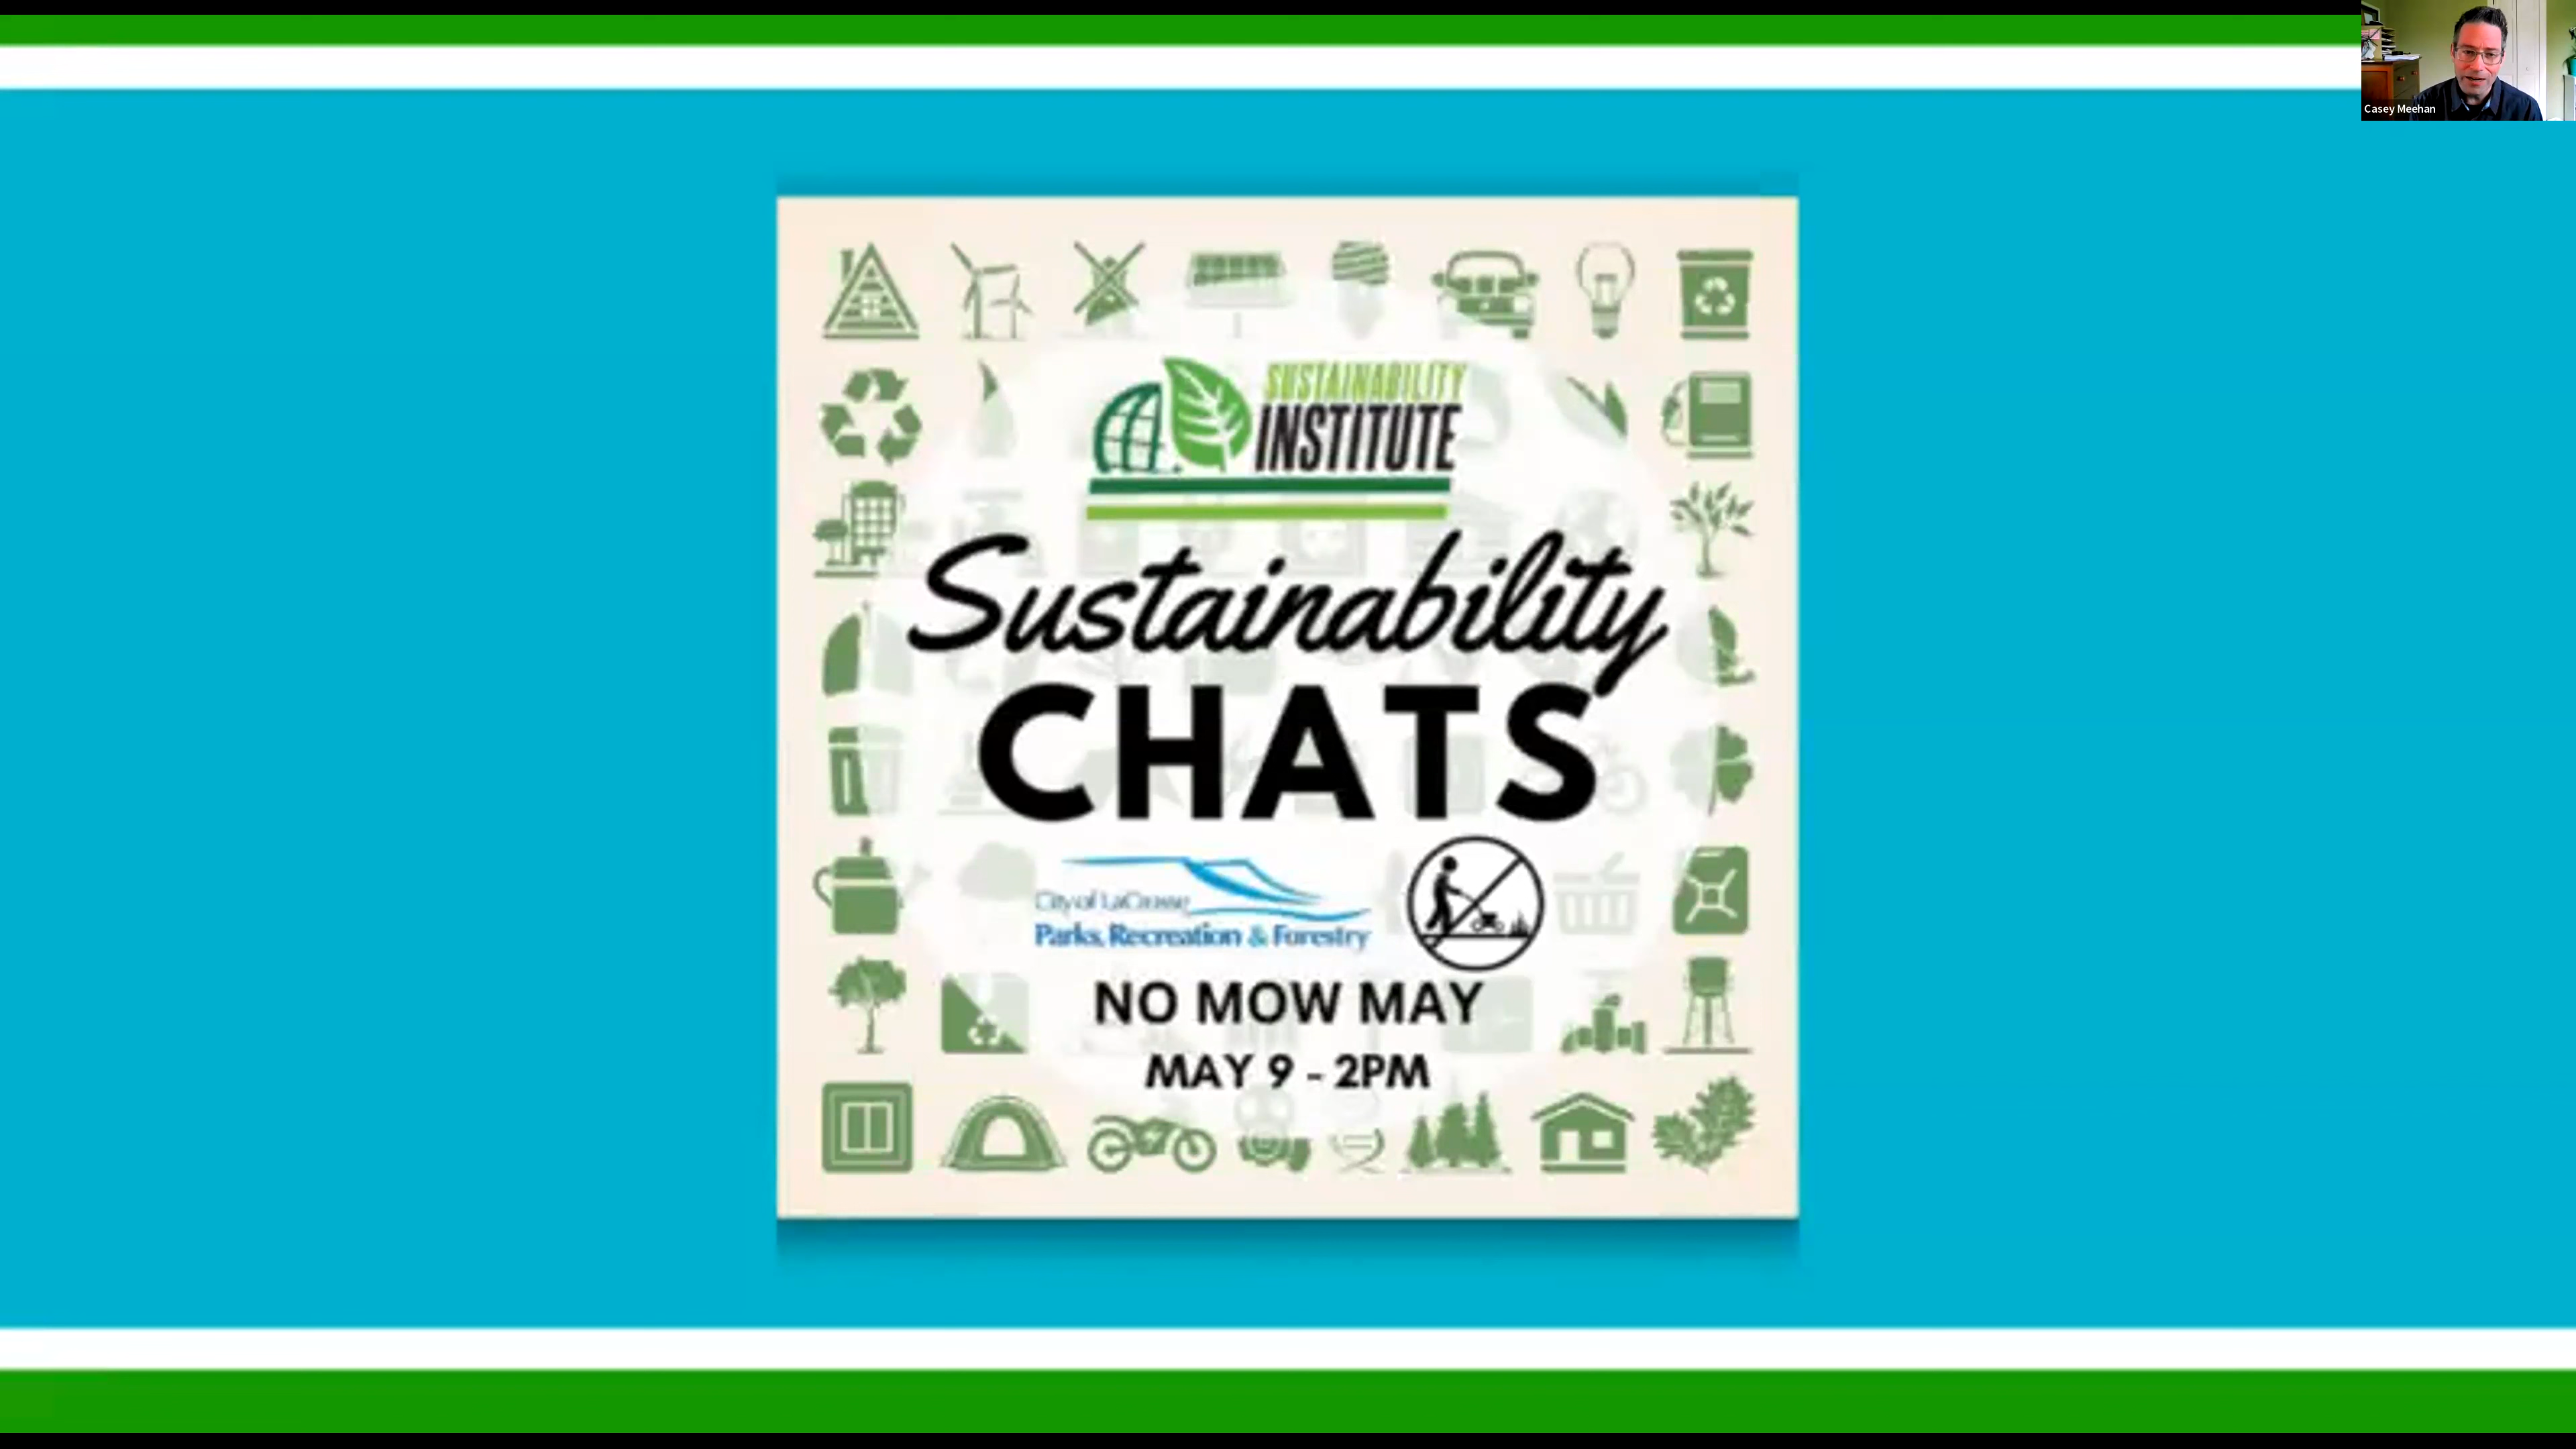 Casey Meehan
SUSTAINABILITY
INSTITUTE
Sustainability
CHATS
City of LaCrosse
Parks, Recreation & Forestry
NO MOW MAY
MAY 9 - 2PM